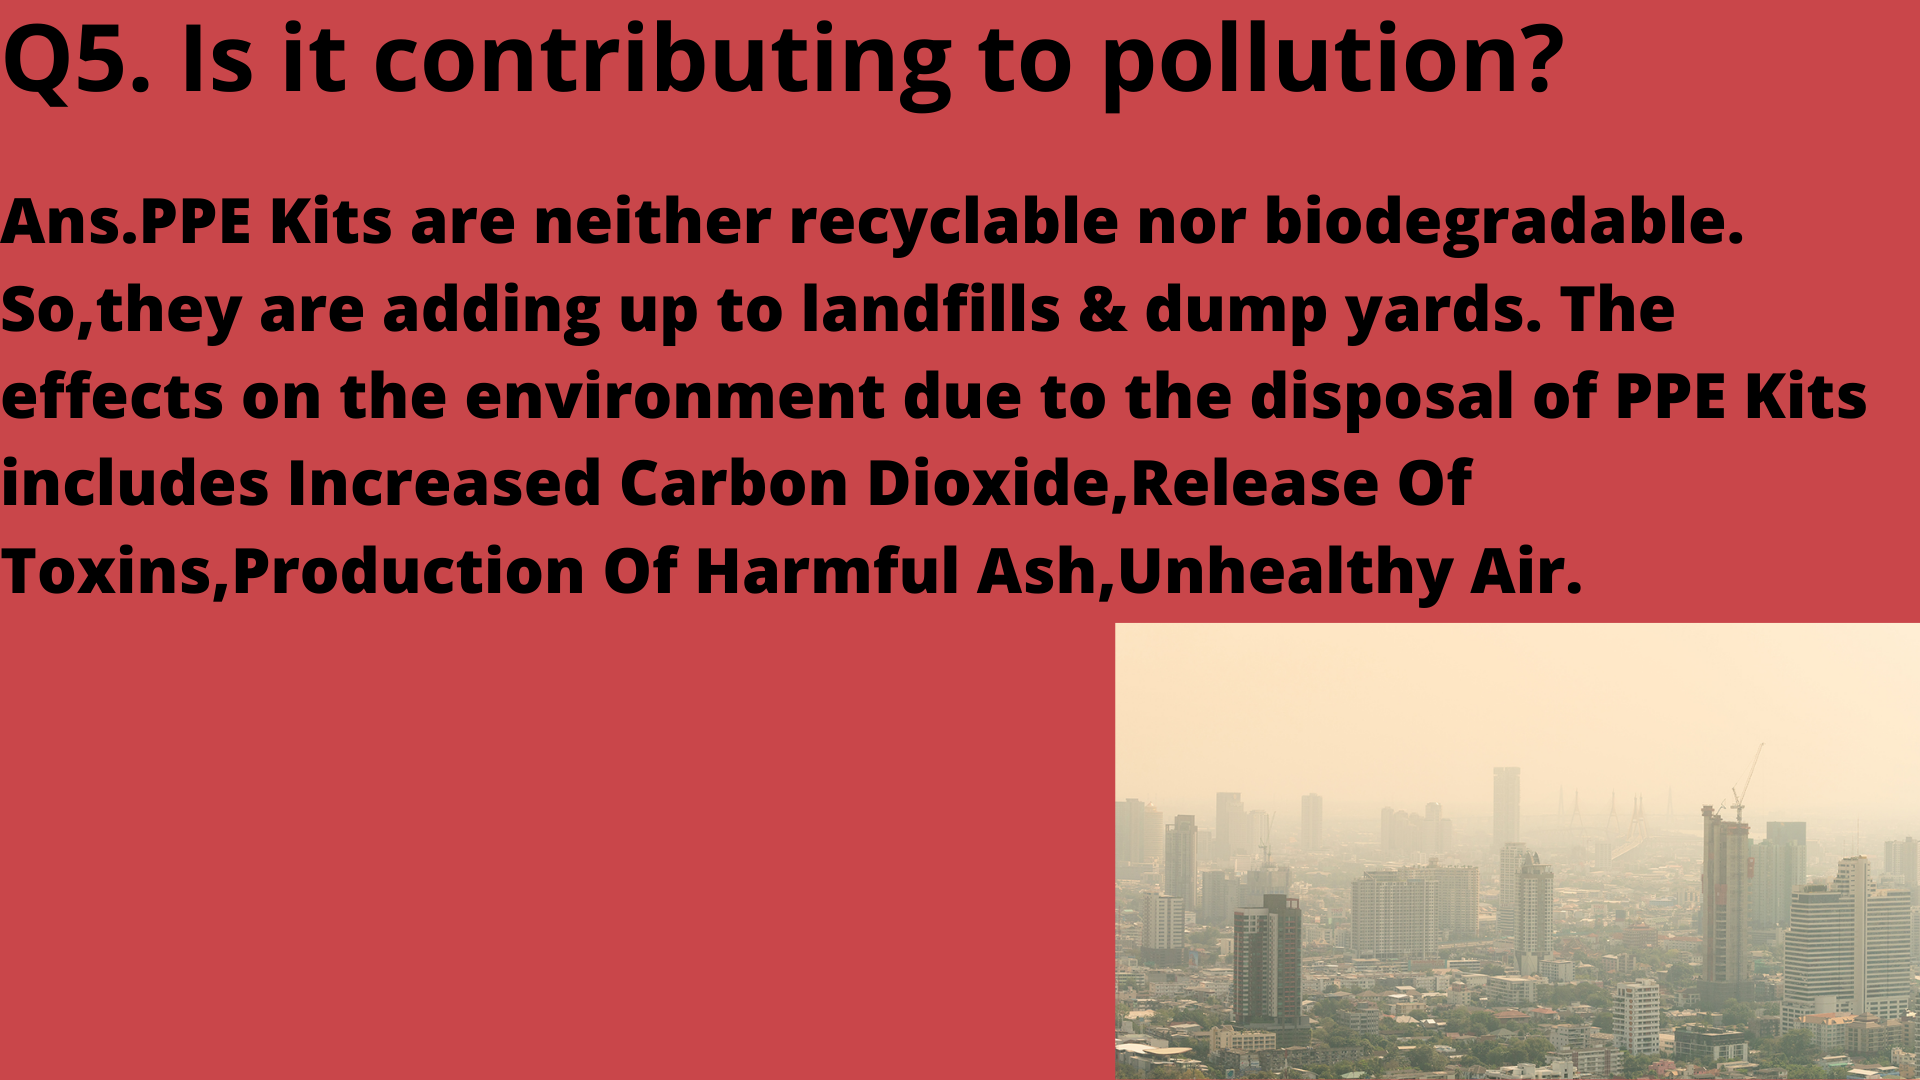 Q5. Is it contributing to pollution?
Ans.PPE Kits are neither recyclable nor biodegradable.
So,they are adding up to landfills & dump yards. The
effects on the environment due to the disposal of PPE Kits
includes Increased Carbon Dioxide,Release Of
Toxins,Production Of Harmful Ash,Unhealthy Air.